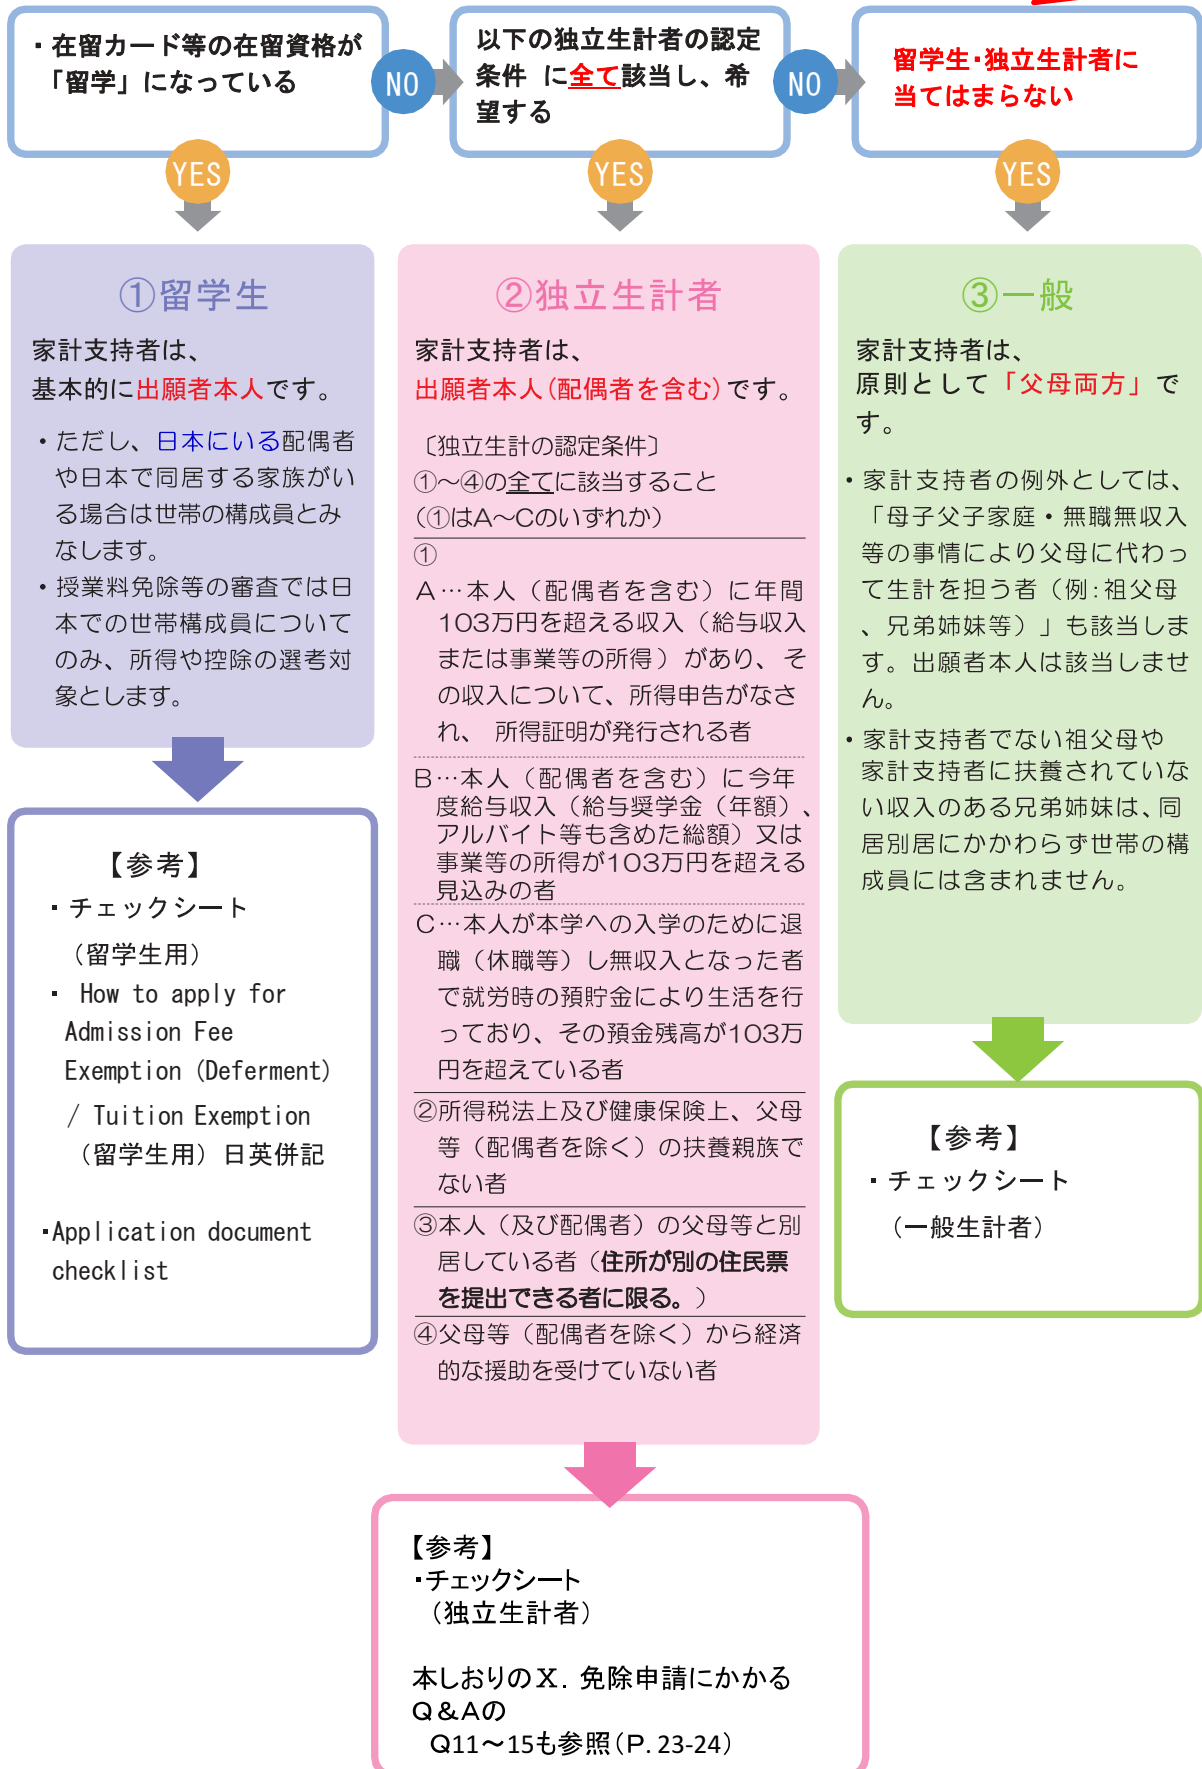 ・在留カード等の在留資格が
「留学」になっている
NO
以下の独立生計者の認定
条件 に全て該当し、希
望する
NO
留学生・独立生計者に
当てはまらない
YES
YES
YES
①留学生
家計支持者は、
基本的に出願者本人です。
・ただし、日本にいる配偶者
や日本で同居する家族がい
る場合は世帯の構成員とみ
なします。
・授業料免除等の審査では日
本での世帯構成員について
のみ、所得や控除の選考対
象とします。
【参考】
・チェックシート
（留学生用）
・ How to apply for
Admission Fee
Exemption (Deferment)
/ Tuition Exemption
（留学生用）日英併記
・Application document
checklist
②独立生計者
家計支持者は、
出願者本人(配偶者を含む)です。
〔独立生計の認定条件〕
①～④の全てに該当すること
（①はA～Cのいずれか）
①
A…本人（配偶者を含む）に年間
103万円を超える収入（給与収入
または事業等の所得）があり、そ
の収入について、所得申告がなさ
れ、 所得証明が発行される者
B…本人（配偶者を含む）に今年
度給与収入（給与奨学金（年額）、
アルバイト等も含めた総額）又は
事業等の所得が103万円を超える
見込みの者
C…本人が本学への入学のために退
職（休職等）し無収入となった者
で就労時の預貯金により生活を行
っており、その預金残高が103万
円を超えている者
②所得税法上及び健康保険上、父母
等（配偶者を除く）の扶養親族で
ない者
③本人（及び配偶者）の父母等と別
居している者（住所が別の住民票
を提出できる者に限る。）
④父母等（配偶者を除く）から経済
的な援助を受けていない者
【参考】
・チェックシート
（独立生計者）
本しおりのⅩ．免除申請にかかる
Q＆Aの
Q11～15も参照(P. 23-24)
③一般
家計支持者は、
原則として「父母両方」で
す。
・家計支持者の例外としては、
「母子父子家庭・無職無収入
等の事情により父母に代わっ
て生計を担う者（例：祖父母
、兄弟姉妹等）」も該当しま
す。出願者本人は該当しませ
ん。
・家計支持者でない祖父母や
家計支持者に扶養されていな
い収入のある兄弟姉妹は、同
居別居にかかわらず世帯の構
成員には含まれません。
【参考】
・チェックシート
（一般生計者）